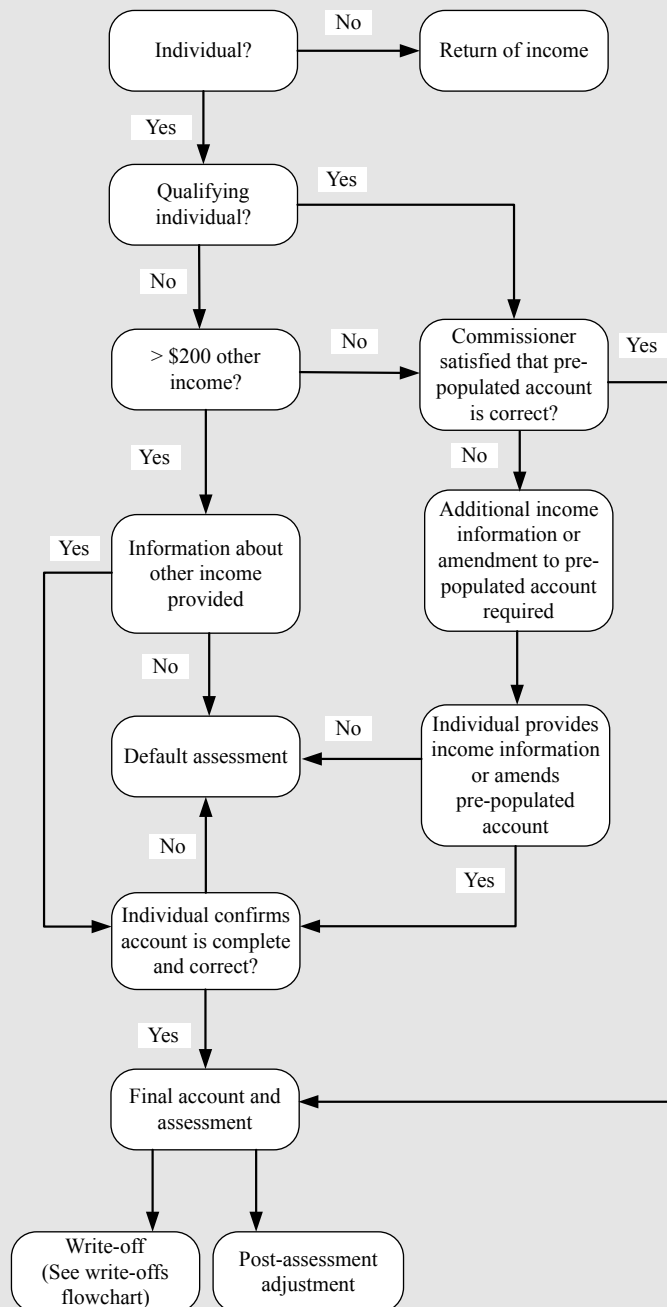 Individual?
No
Return of income
Yes
Qualifying
individual?
Yes
No
> $200 other
income?
No
Commissioner
satisfied that pre-
populated account
is correct?
Yes
Yes
No
Yes
Information about
other income
provided
Additional income
information or
amendment to pre-
populated account
required
No
Default assessment
No
Individual provides
income information
or amends
pre-populated
account
No
Yes
Individual confirms
account is complete
and correct?
Yes
Final account and
assessment
Write-off
(See write-offs
flowchart)
Post-assessment
adjustment